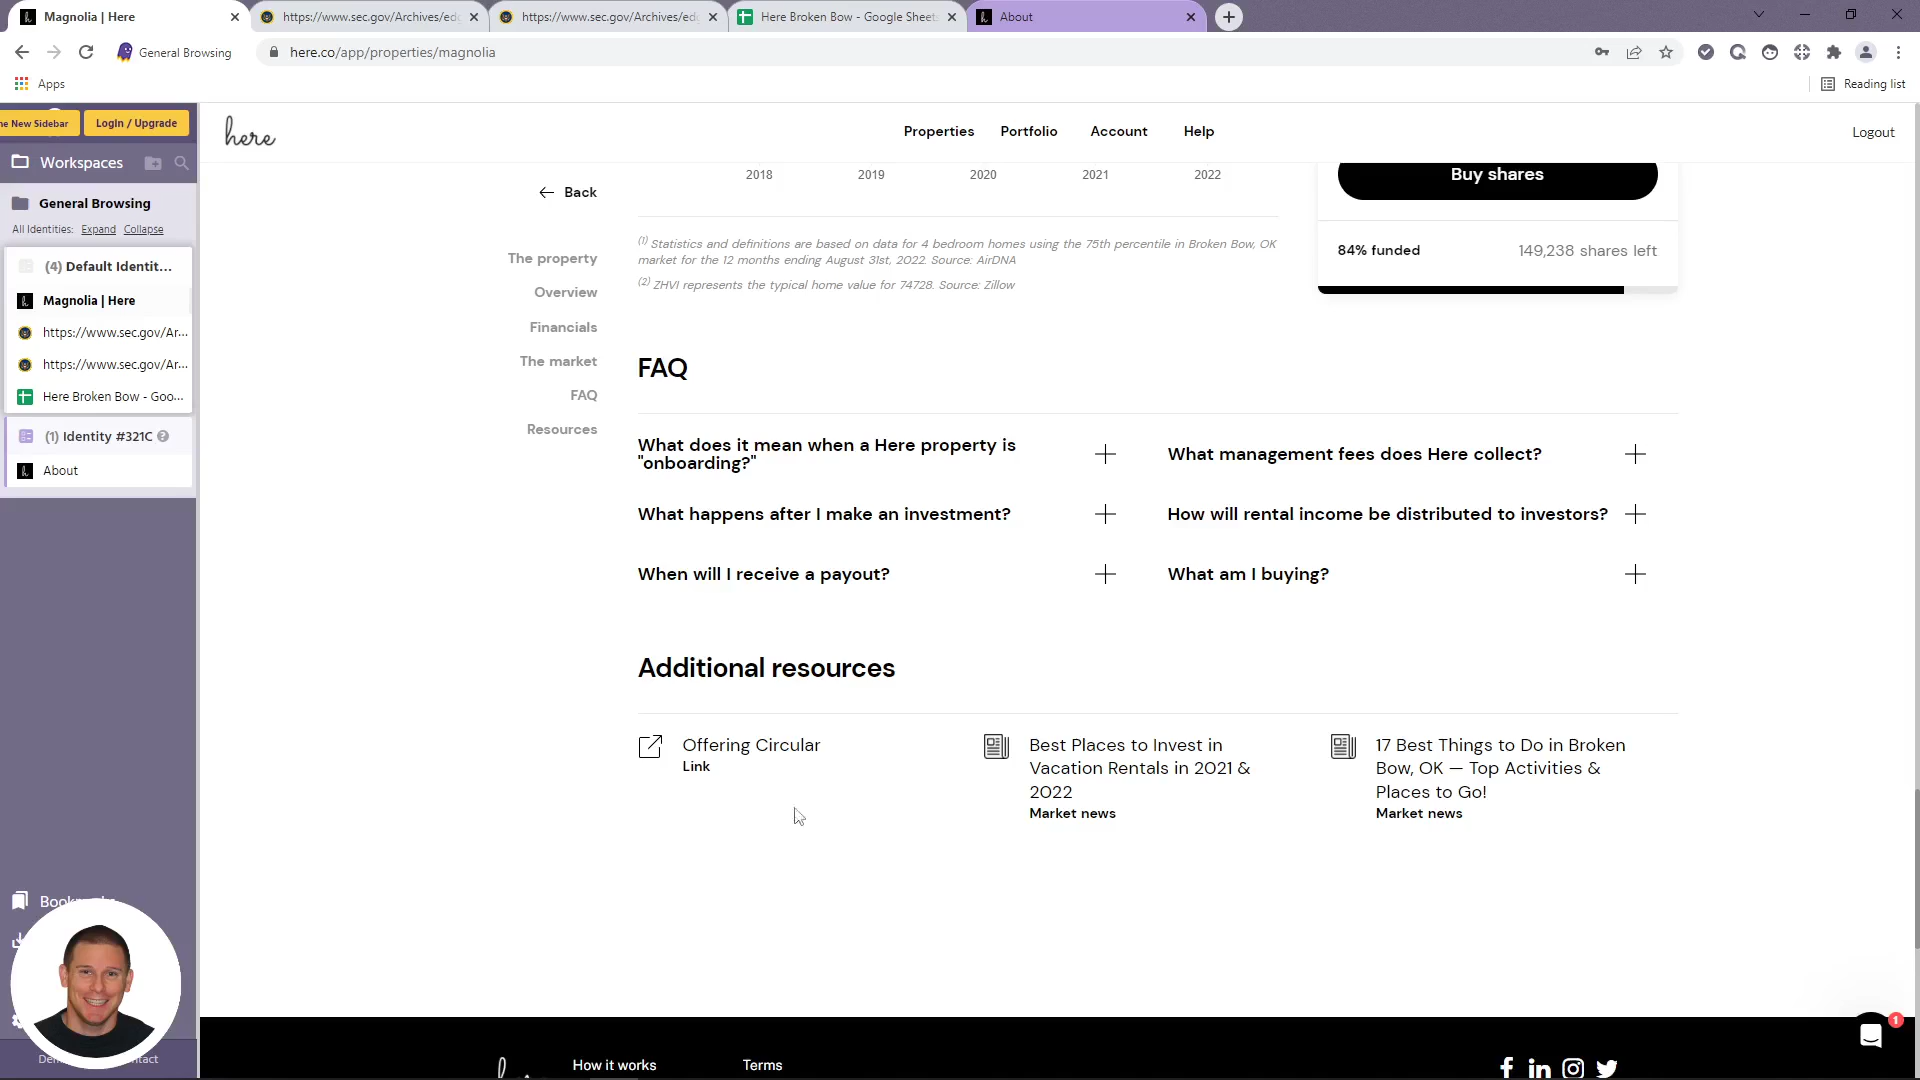 Magnolia | Here
https://www.sec.gov/Archives/ed
https://www.sec.gov/Archives/ed
Here Broken Bow - Google Sheets
About
General Browsing
here.co/app/properties/magnolia
Apps
Reading list
he New Sidebar
Login / Upgrade
Workspaces
General Browsing
All Identities: Expand Collapse
(4) Default Identit...
Magnolia | Here
https://www.sec.gov/Ar...
https://www.sec.gov/Ar...
Here Broken Bow - Goo...
(1) Identity #321C
About
here
Properties
Portfolio
Account
Help
Logout
Back
The property
Overview
Financials
The market
FAQ
Resources
2018
2019
2020
2021
2022
(1) Statistics and definitions are based on data for 4 bedroom homes using the 75th percentile in Broken Bow, OK
market for the 12 months ending August 31st, 2022. Source: AirDNA
(2) ZHVI represents the typical home value for 74728. Source: Zillow
Buy shares
84% funded
149,238 shares left
FAQ
What does it mean when a Here property is
"onboarding?"
What management fees does Here collect?
What happens after I make an investment?
How will rental income be distributed to investors?
When will I receive a payout?
What am I buying?
Additional resources
Offering Circular
Link
Best Places to Invest in
Vacation Rentals in 2021 &
2022
Market news
17 Best Things to Do in Broken
Bow, OK — Top Activities &
Places to Go!
Market news
1
How it works
Terms